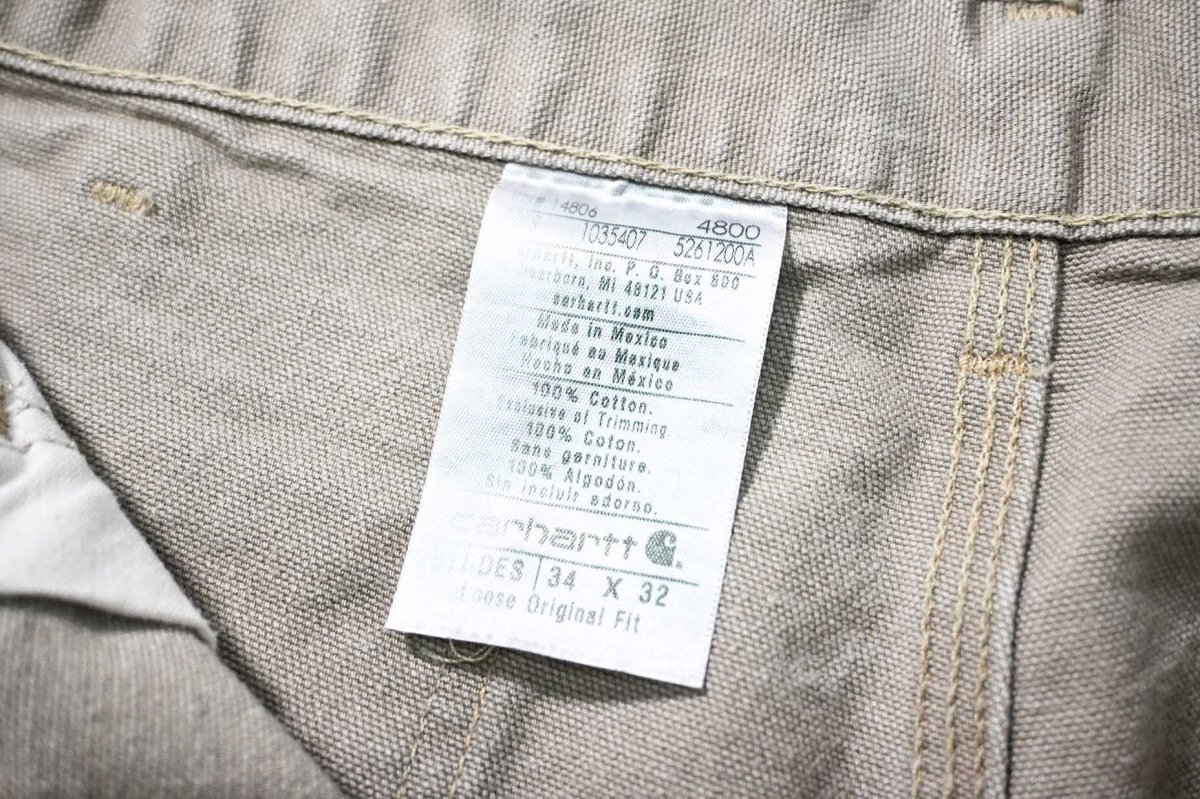 # 14806 4800
1035407 5261200A
Carhartt, Inc. P. O. Box 600
Dearborn, MI 48121 USA
carhartt.com
Made in Mexico
Fabriqué au Mexique
Hecho en México
100% Cotton.
Exclusive of Trimming.
100% Coton.
Sans garniture.
100% Algodón.
Sin incluir adorno.
carhartt
DES 34 X 32
Loose Original Fit